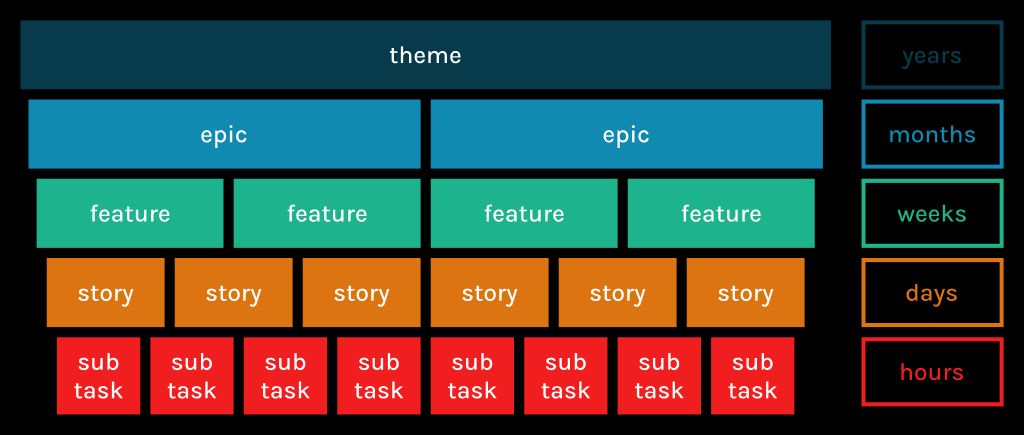 theme
years
epic epic
months
feature feature feature feature
weeks
story story story story story story
days
sub sub sub sub sub sub sub sub
task task task task task task task task
hours